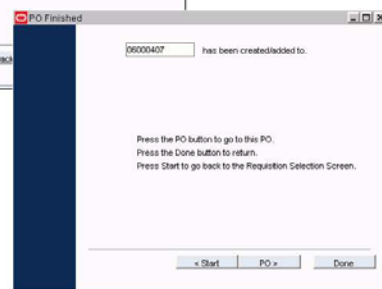 PO Finished
06000407 has been created/added to.
Press the PO button to go to this PO.
Press the Done button to return.
Press Start to go back to the Requisition Selection Screen.
< Start PO > Done